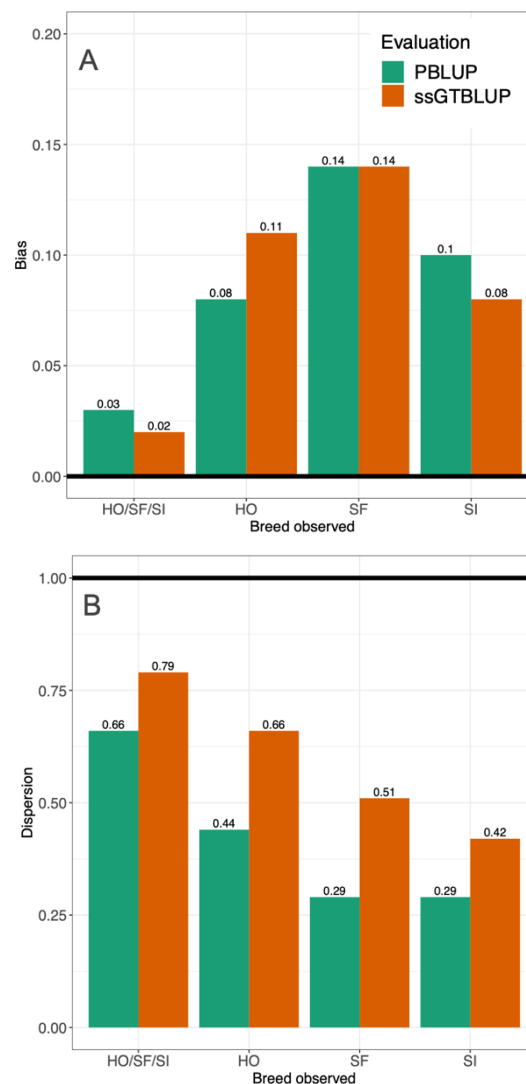 A
Evaluation
PBLUP
ssGTBLUP
0.20
0.15
0.10
0.05
0.00
Bias
0.03
0.02
0.08
0.11
0.14
0.14
0.1
0.08
HO/SF/SI
HO
SF
SI
Breed observed
B
1.00
0.75
0.50
0.25
0.00
Dispersion
0.66
0.79
0.44
0.66
0.29
0.51
0.29
0.42
HO/SF/SI
HO
SF
SI
Breed observed